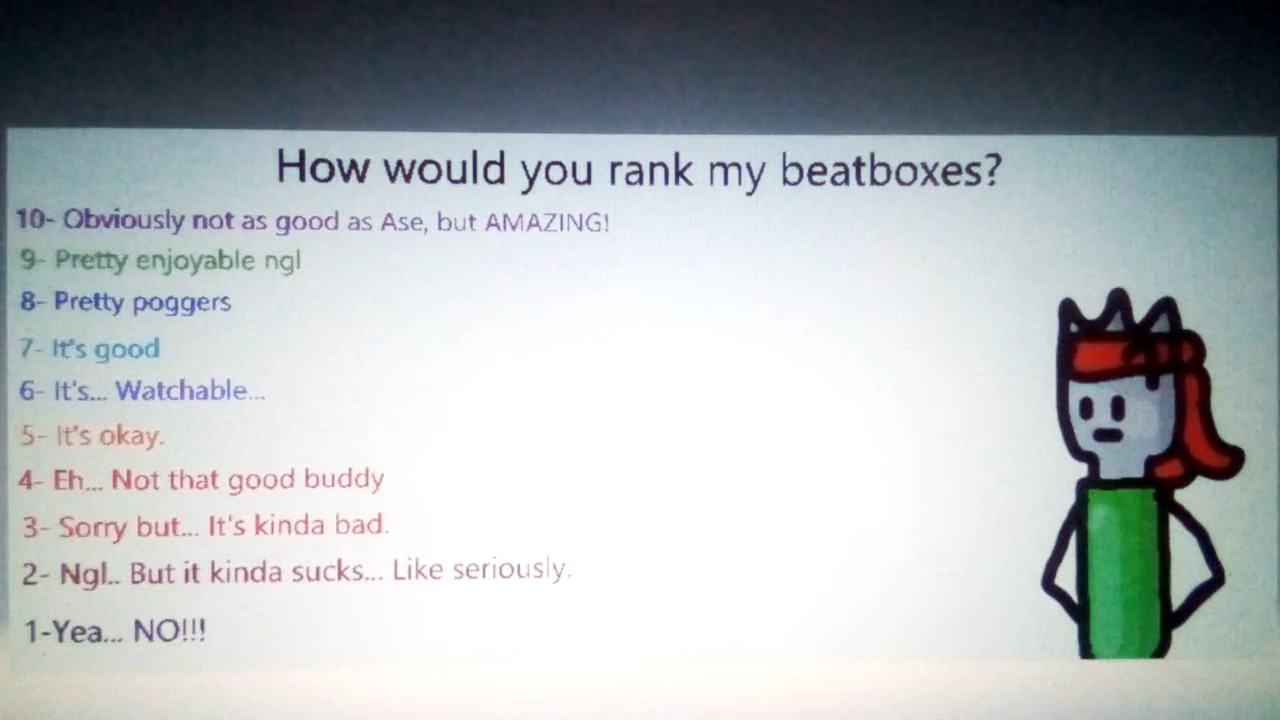 How would you rank my beatboxes?
10- Obviously not as good as Ase, but AMAZING!
9- Pretty enjoyable ngl
8- Pretty poggers
7- It's good
6- It's... Watchable...
5- It's okay.
4- Eh... Not that good buddy
3- Sorry but... It's kinda bad.
2- Ngl.. But it kinda sucks... Like seriously.
1-Yea... NO!!!